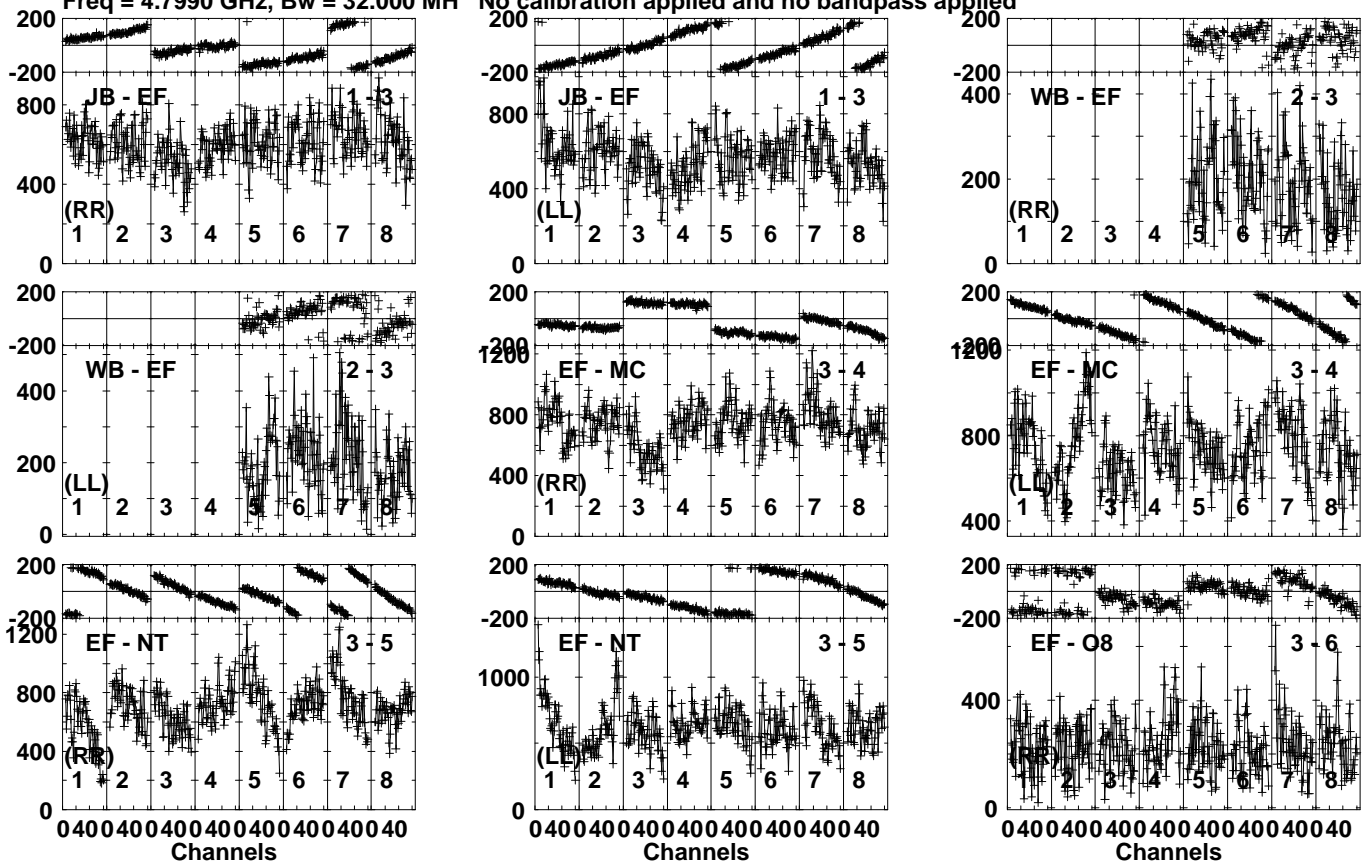 Freq = 4.7990 GHz, Bw = 32.000 MH No calibration applied and no bandpass applied
200
-200
JB - EF 1 - 3
800
400
(RR)
1 2 3 4 5 6 7 8
0
200
-200
JB - EF 1 - 3
800
400
(LL)
1 2 3 4 5 6 7 8
0
200
-200
WB - EF 2 - 3
400
200
(RR)
1 2 3 4 5 6 7 8
0
200
-200
WB - EF 2 - 3
400
200
(LL)
1 2 3 4 5 6 7 8
0
200
-200
1200
EF - MC 3 - 4
800
400
(RR)
1 2 3 4 5 6 7 8
0
200
-200
1200
EF - MC 3 - 4
800
(LL)
1 2 3 4 5 6 7 8
400
200
-200
1200
EF - NT 3 - 5
800
400
(RR)
1 2 3 4 5 6 7 8
0
0 40 0 40 0 40 0 40 0 40 0 40 0 40 0 40
Channels
200
-200
EF - NT 3 - 5
1000
(LL)
1 2 3 4 5 6 7 8
0
0 40 0 40 0 40 0 40 0 40 0 40 0 40 0 40
Channels
200
-200
EF - O8 3 - 6
400
200
(RR)
1 2 3 4 5 6 7 8
0
0 40 0 40 0 40 0 40 0 40 0 40 0 40 0 40
Channels